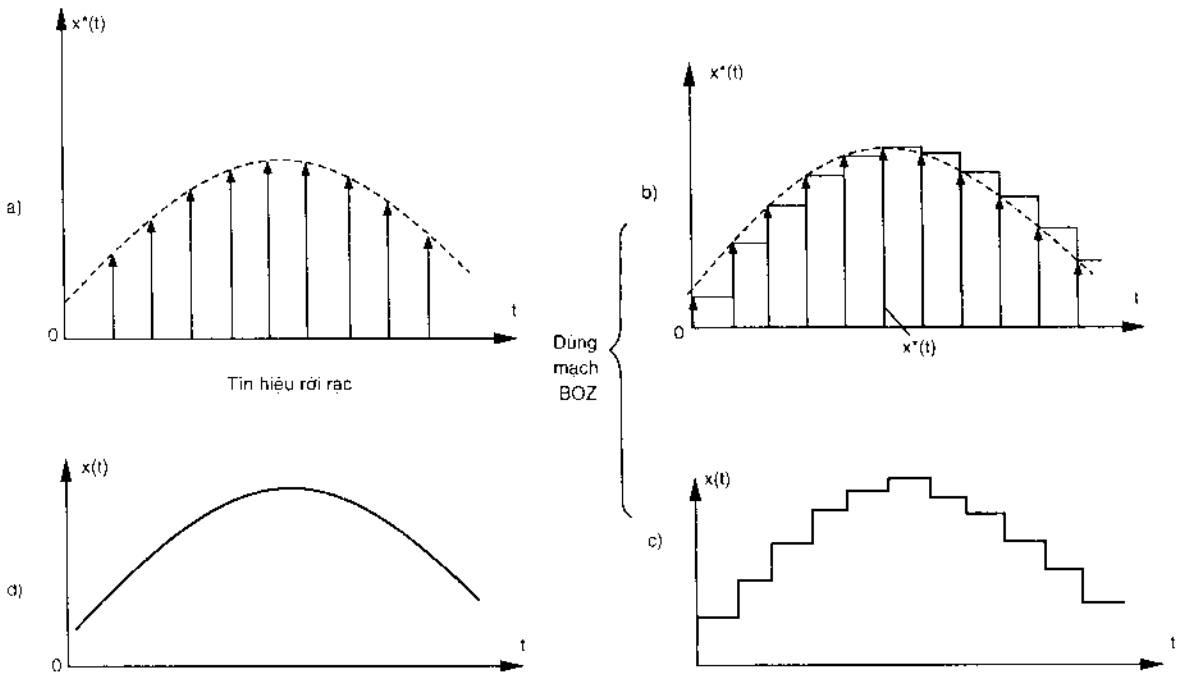 x*(t)
a)
0
t
Tín hiệu rời rạc
x*(t)
b)
0
t
x*(t)
Dùng
mạch
BOZ
x(t)
d)
0
t
x(t)
c)
t